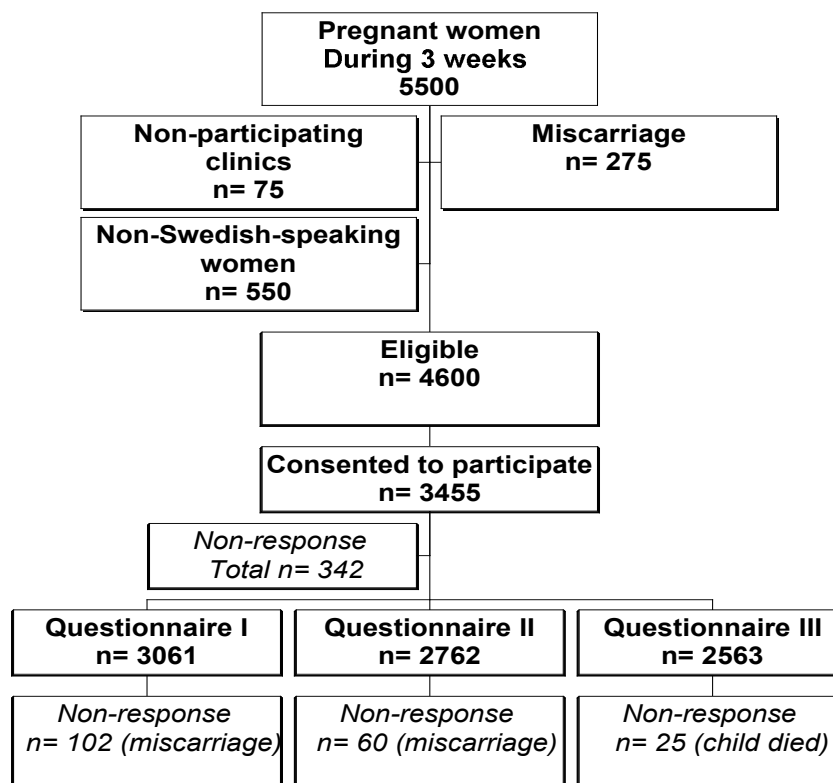 Pregnant women
During 3 weeks
5500
Non-participating
clinics
n= 75
Miscarriage
n= 275
Non-Swedish-speaking
women
n= 550
Eligible
n= 4600
Consented to participate
n= 3455
Non-response
Total n= 342
Questionnaire I
n= 3061
Questionnaire II
n= 2762
Questionnaire III
n= 2563
Non-response
n= 102 (miscarriage)
Non-response
n= 60 (miscarriage)
Non-response
n= 25 (child died)